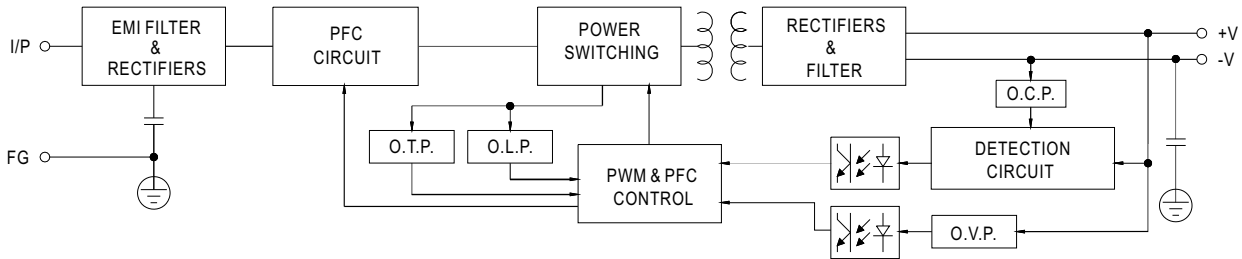 I/P
EMI FILTER
&
RECTIFIERS
PFC
CIRCUIT
POWER
SWITCHING
RECTIFIERS
&
FILTER
+V
-V
O.C.P.
FG
O.T.P.
O.L.P.
PWM & PFC
CONTROL
DETECTION
CIRCUIT
O.V.P.